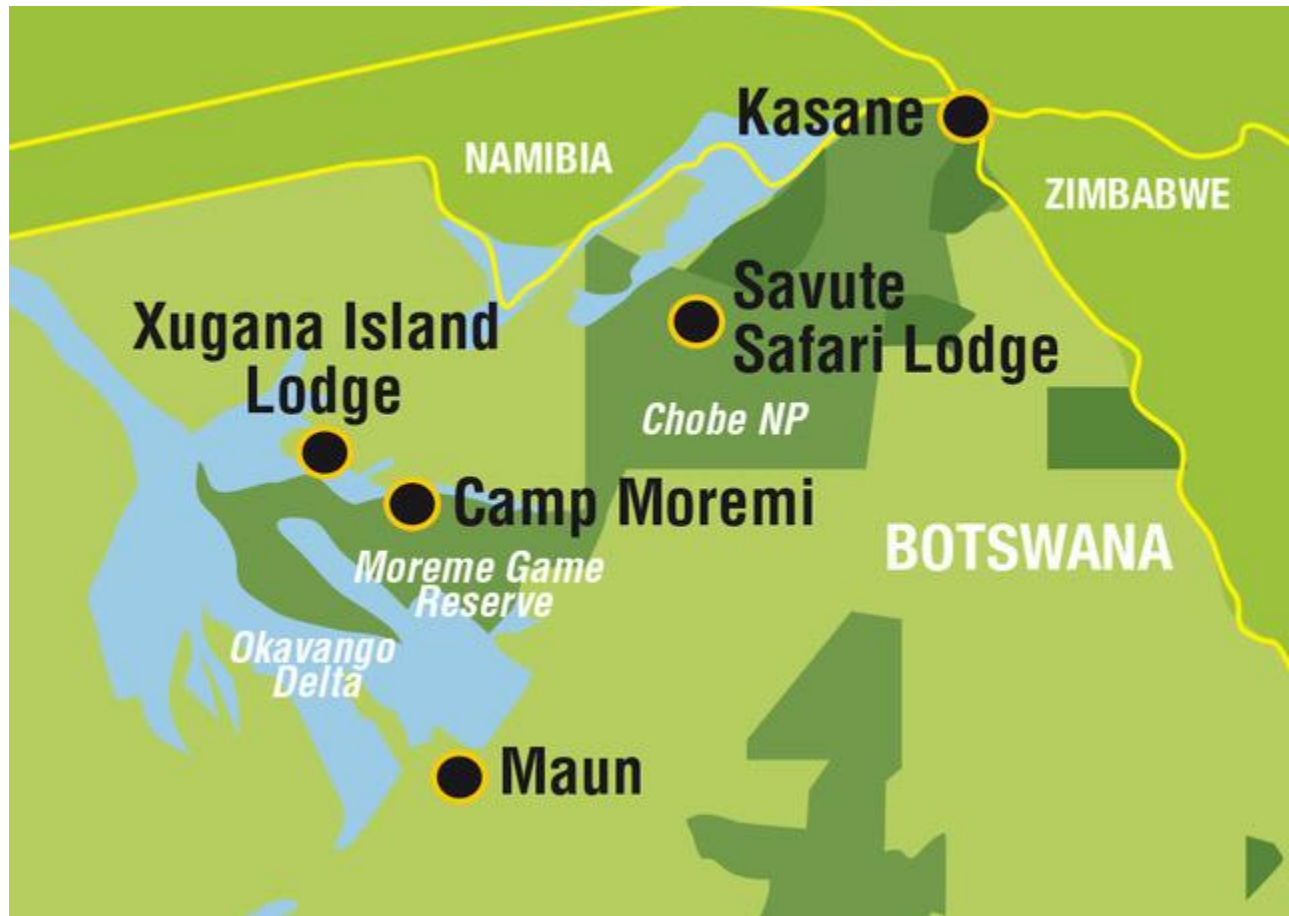 Kasane
NAMIBIA
ZIMBABWE
Savute
Safari Lodge
Xugana Island
Lodge
Chobe NP
Camp Moremi
BOTSWANA
Moreme Game
Reserve
Okavango
Delta
Maun